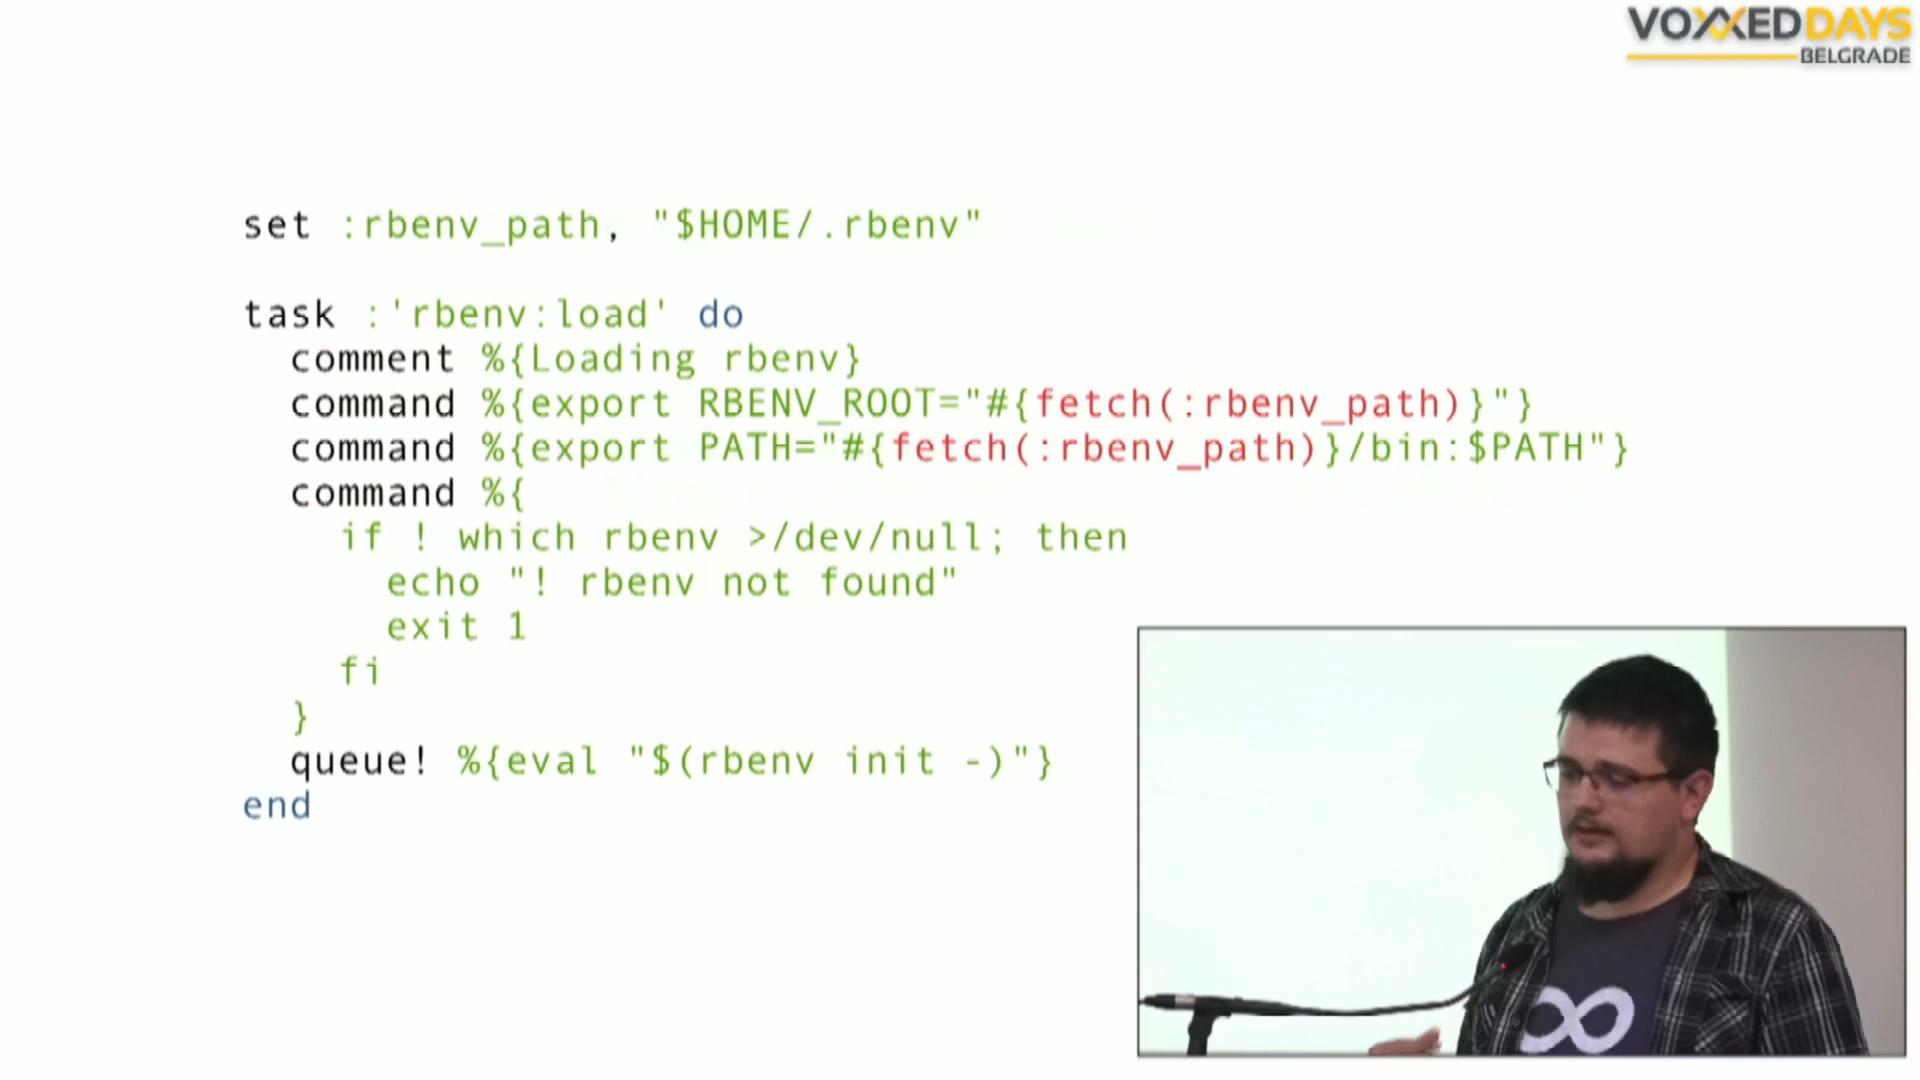 VOXXEDDAYS
BELGRADE
set :rbenv_path, "$HOME/.rbenv"
task :'rbenv:load' do
comment %{Loading rbenv}
command %{export RBENV_ROOT="#{fetch(:rbenv_path)}"}
command %{export PATH="#{fetch(:rbenv_path)}/bin:$PATH"}
command %{
if ! which rbenv >/dev/null; then
echo "! rbenv not found"
exit 1
fi
}
queue! %{eval "$(rbenv init -)"}
end